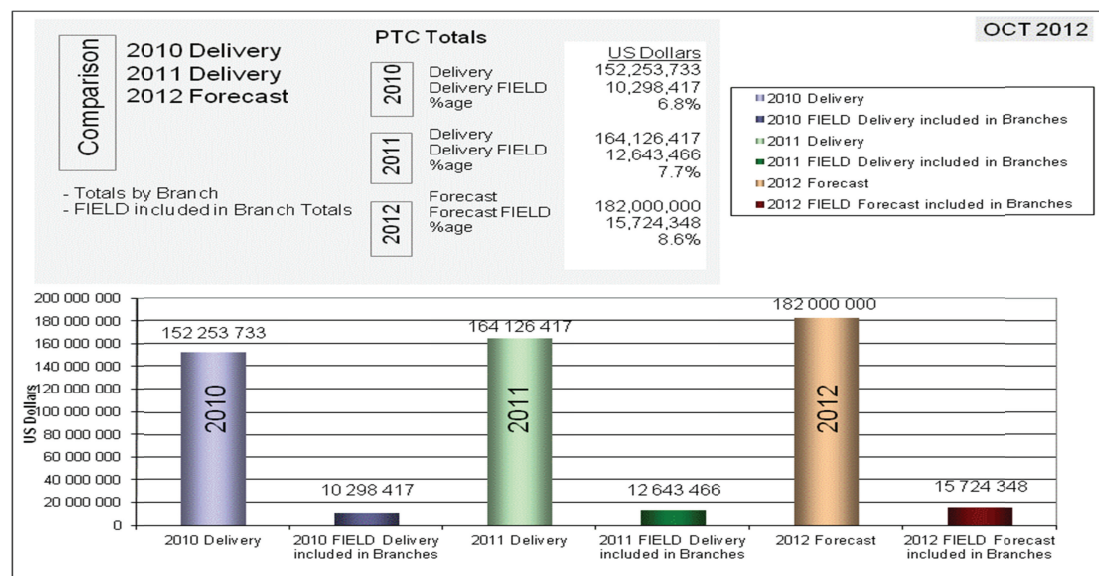 OCT 2012
Comparison
2010 Delivery
2011 Delivery
2012 Forecast
- Totals by Branch
- FIELD included in Branch Totals
PTC Totals
US Dollars
2010
Delivery 152,253,733
Delivery FIELD 10,298,417
%age 6.8%
2011
Delivery 164,126,417
Delivery FIELD 12,643,466
%age 7.7%
2012
Forecast 182,000,000
Forecast FIELD 15,724,348
%age 8.6%
2010 Delivery
2010 FIELD Delivery included in Branches
2011 Delivery
2011 FIELD Delivery included in Branches
2012 Forecast
2012 FIELD Forecast included in Branches
US Dollars
200 000 000
180 000 000
160 000 000
140 000 000
120 000 000
100 000 000
80 000 000
60 000 000
40 000 000
20 000 000
0
152 253 733
10 298 417
164 126 417
12 643 466
182 000 000
15 724 348
2010
2011
2012
2010 Delivery
2010 FIELD Delivery
included in Branches
2011 Delivery
2011 FIELD Delivery
included in Branches
2012 Forecast
2012 FIELD Forecast
included in Branches